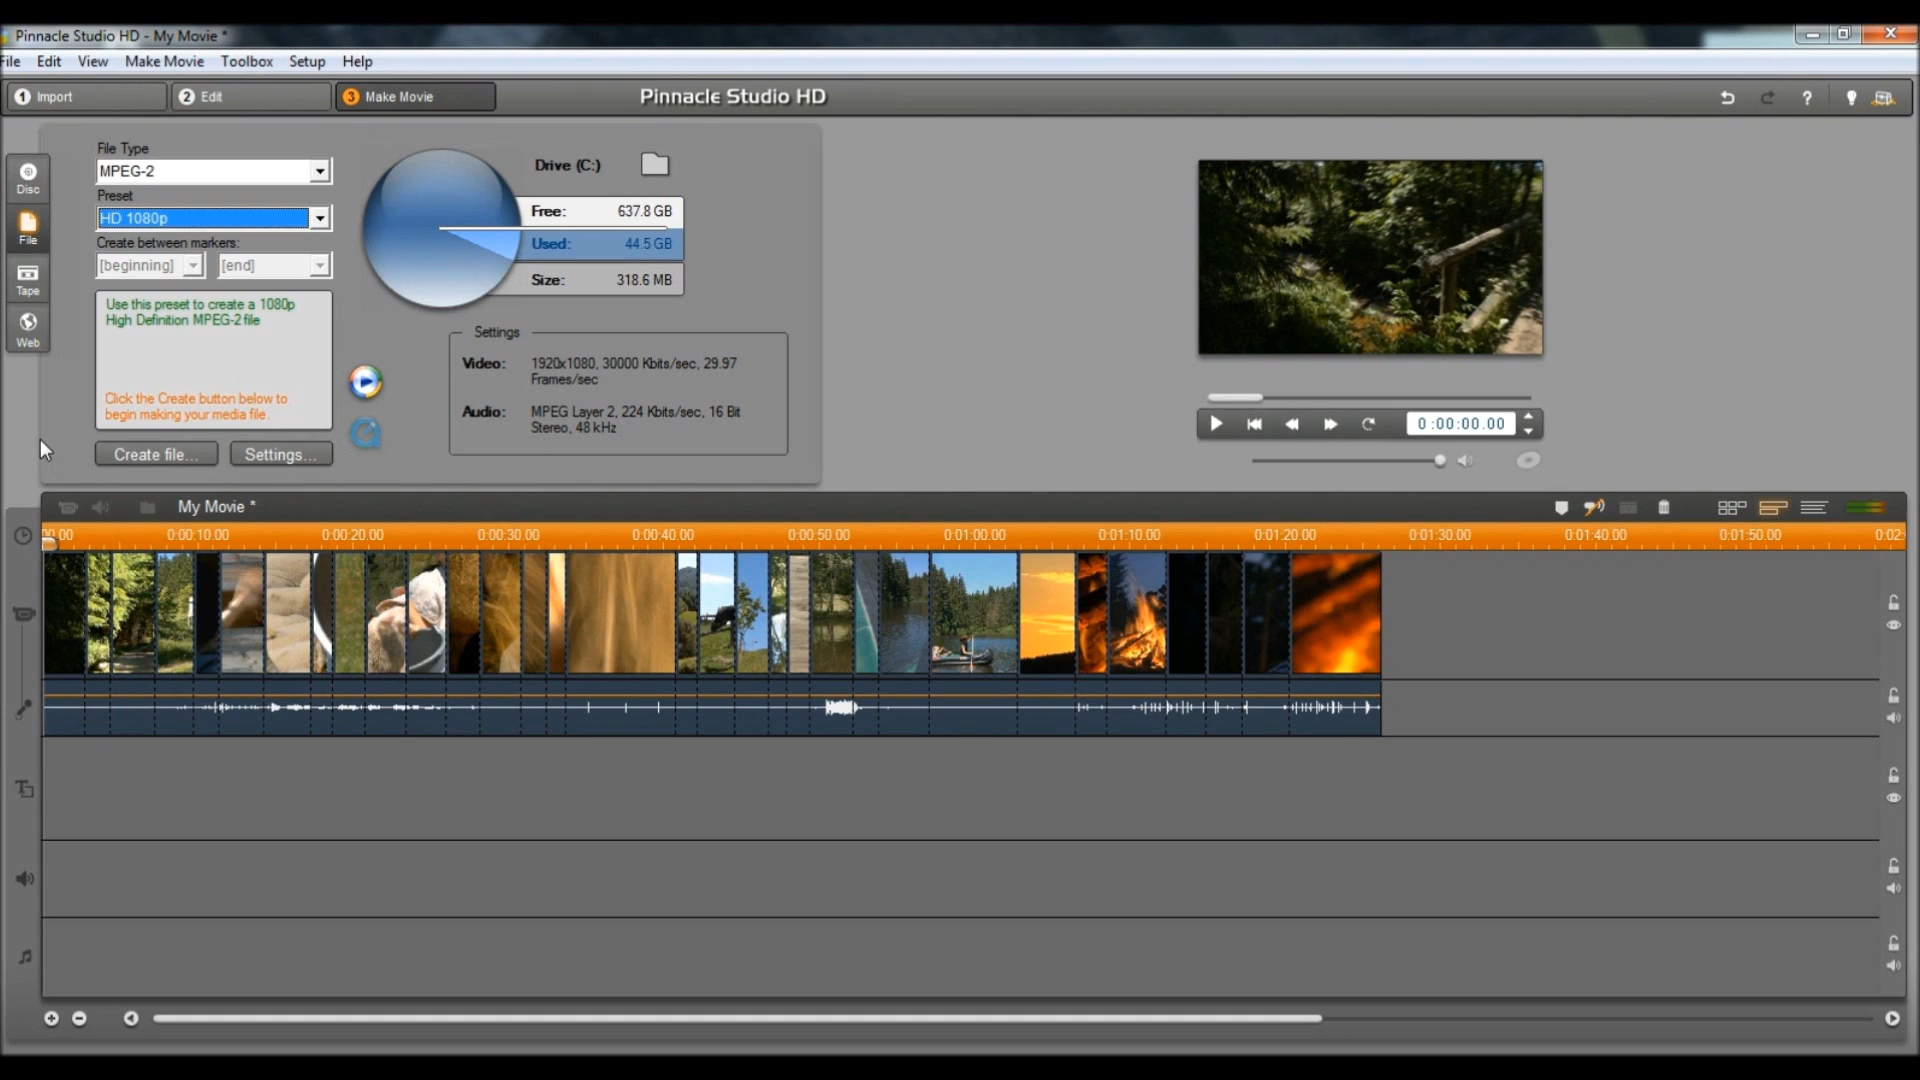 Pinnacle Studio HD - My Movie *
File Edit View Make Movie Toolbox Setup Help
1 Import
2 Edit
3 Make Movie
Pinnacle Studio HD
?
Disc
File
Tape
Web
File Type
MPEG-2
Preset
HD 1080p
Create between markers:
[beginning]
[end]
Use this preset to create a 1080p
High Definition MPEG-2 file
Click the Create button below to
begin making your media file.
Create file...
Settings...
Drive (C:)
Free: 637.8 GB
Used: 44.5 GB
Size: 318.6 MB
Settings
Video: 1920x1080, 30000 Kbits/sec, 29.97
Frames/sec
Audio: MPEG Layer 2, 224 Kbits/sec, 16 Bit
Stereo, 48 kHz
0:00:00.00
My Movie *
00.00 0:00:10.00 0:00:20.00 0:00:30.00 0:00:40.00 0:00:50.00 0:01:00.00 0:01:10.00 0:01:20.00 0:01:30.00 0:01:40.00 0:01:50.00 0:02: